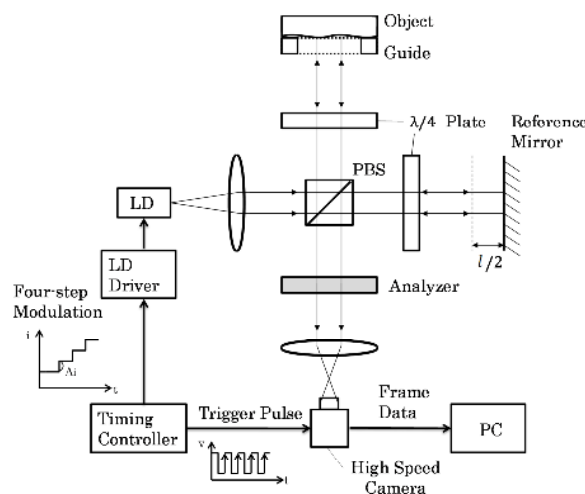 Object
Guide
λ/4 Plate
Reference
Mirror
PBS
LD
l/2
LD
Driver
Analyzer
Four-step
Modulation
i
Δi
t
Timing
Controller
Trigger Pulse
Frame
Data
PC
V
t
High Speed
Camera